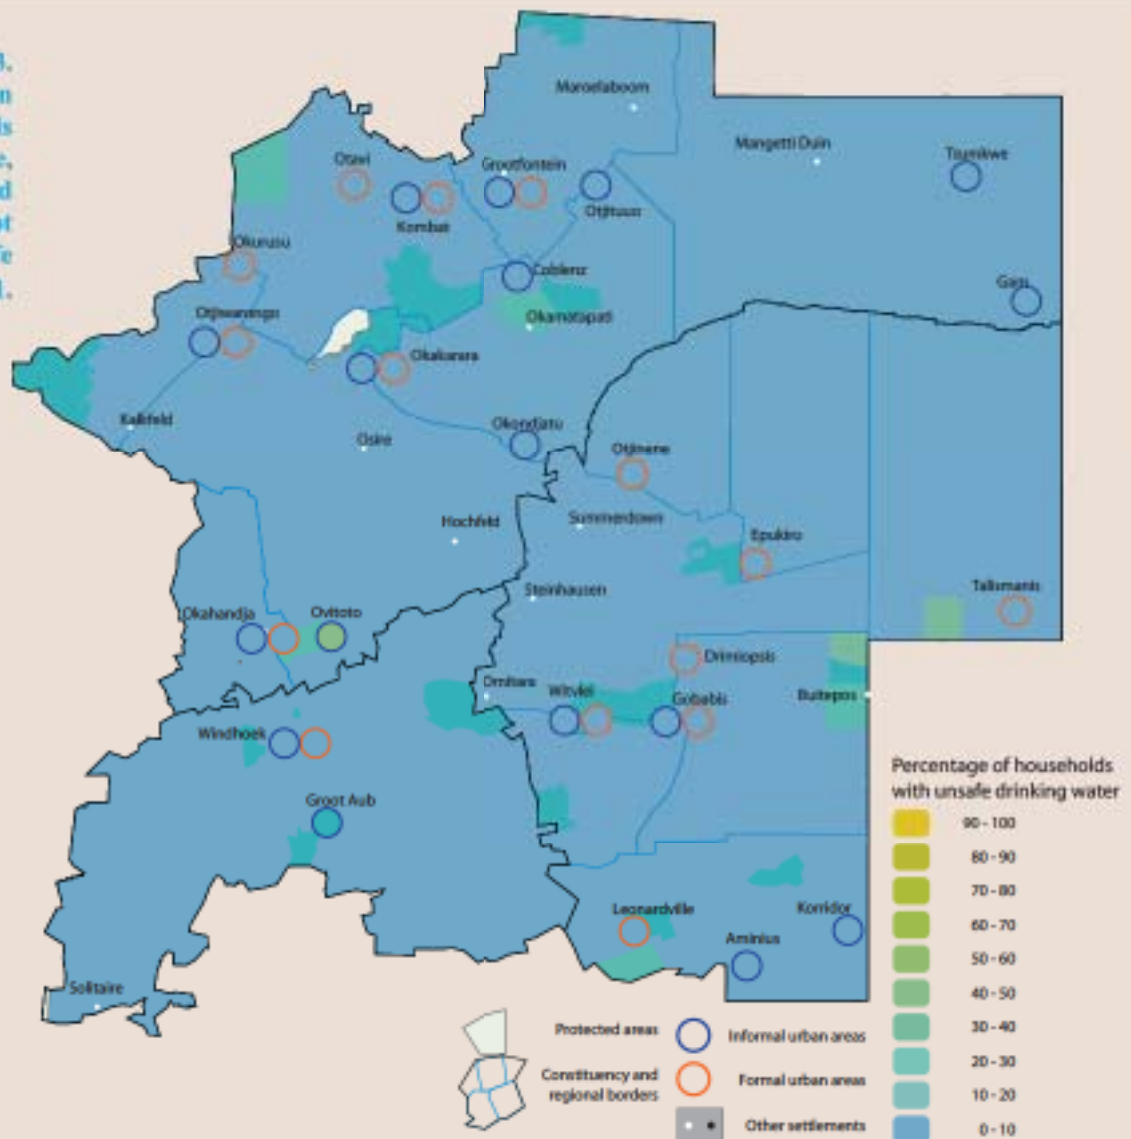 Maroelaboom
Mangetti Duin
Tsumkwe
Otavi
Grootfontein
Otjituuo
Kombat
Okurusu
Coblenz
Gam
Otjiwarongo
Okamatapati
Okakarara
Kalkfeld
Okondjatu
Osire
Otjinene
Hochfeld
Summerdown
Epukiro
Steinhausen
Talismanis
Okahandja
Ovitoto
Drimiopsis
Omitara
Witvlei
Gobabis
Buitepos
Windhoek
Groot Aub
Leonardville
Korridor
Aminius
Solitaire
Percentage of households
with unsafe drinking water
90 - 100
80 - 90
70 - 80
60 - 70
50 - 60
40 - 50
30 - 40
20 - 30
10 - 20
0 - 10
Protected areas
Informal urban areas
Constituency and
regional borders
Formal urban areas
Other settlements